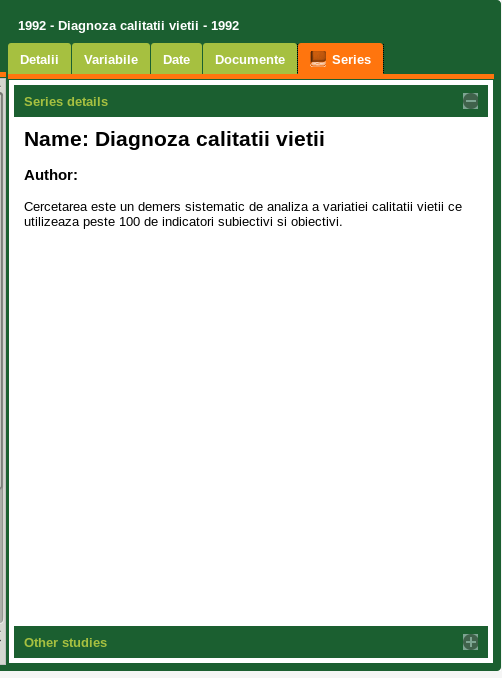 1992 - Diagnoza calitatii vietii - 1992
Detalii Variabile Date Documente Series
Series details
Name: Diagnoza calitatii vietii
Author:
Cercetarea este un demers sistematic de analiza a variatiei calitatii vietii ce
utilizeaza peste 100 de indicatori subiectivi si obiectivi.
Other studies